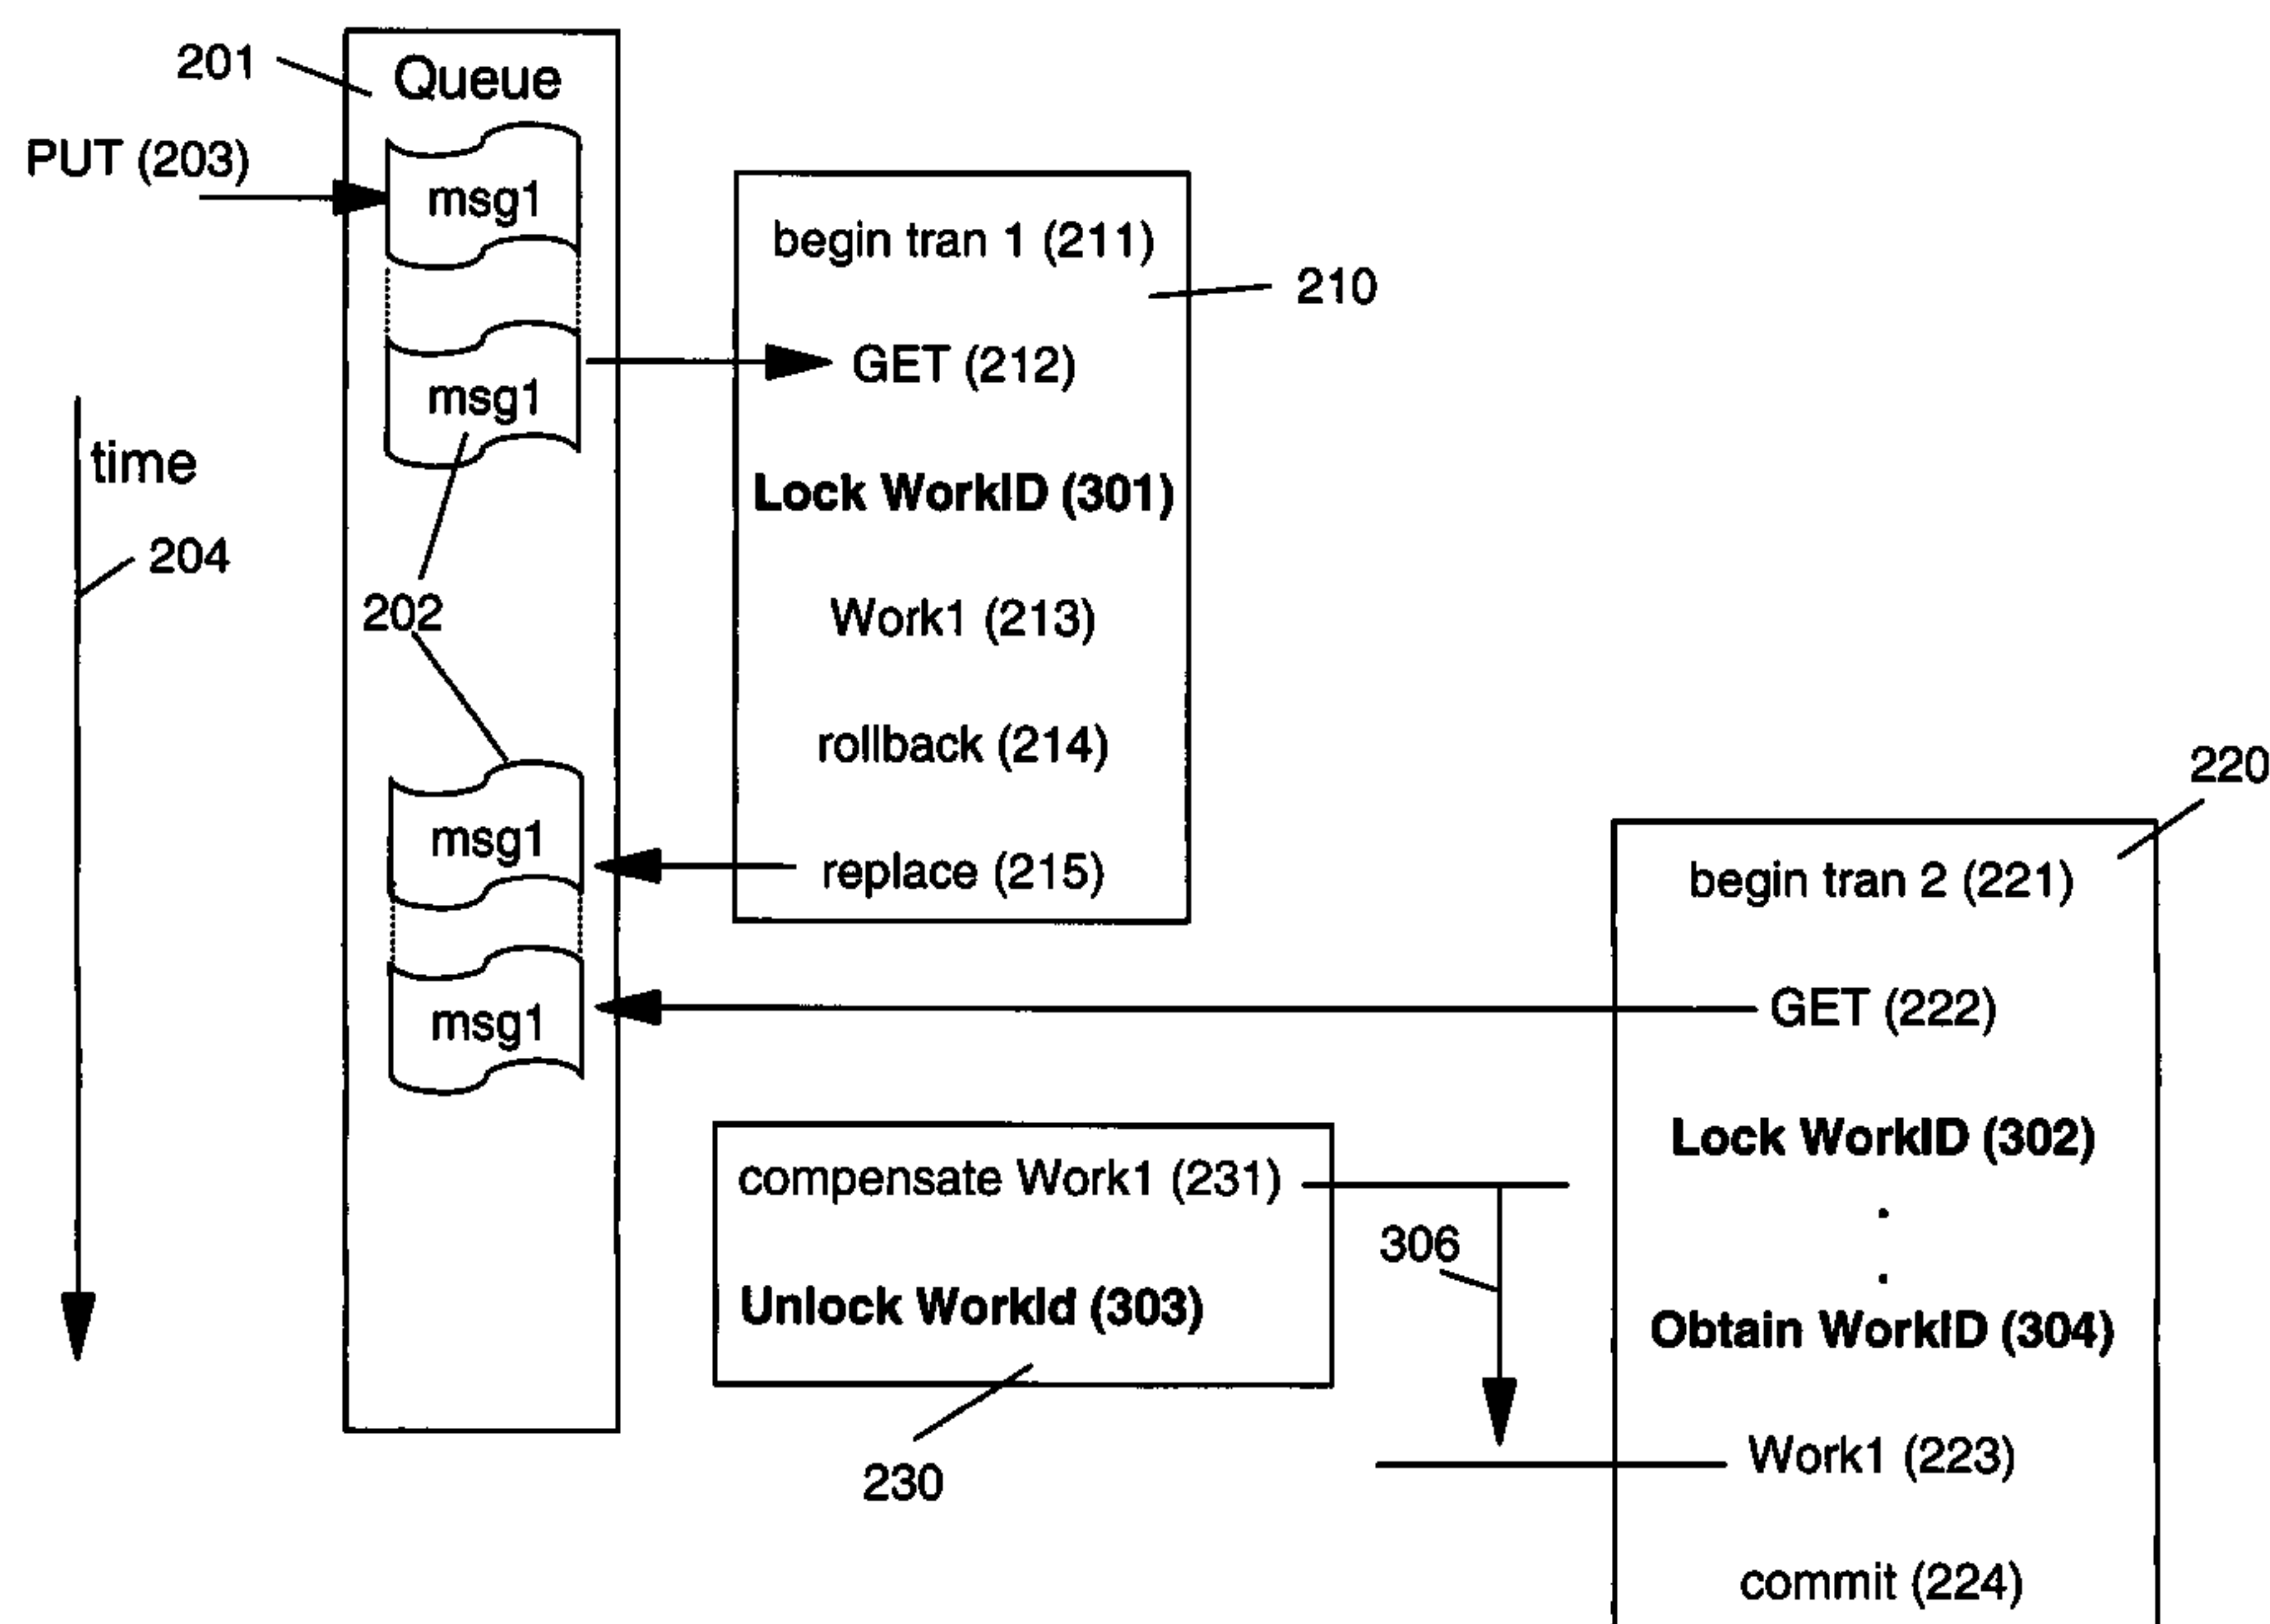 201
Queue
PUT (203)
msg1
msg1
time
204
202
msg1
msg1
begin tran 1 (211)
210
GET (212)
Lock WorkID (301)
Work1 (213)
rollback (214)
replace (215)
220
begin tran 2 (221)
GET (222)
Lock WorkID (302)
.
.
Obtain WorkID (304)
Work1 (223)
commit (224)
compensate Work1 (231)
306
Unlock WorkId (303)
230